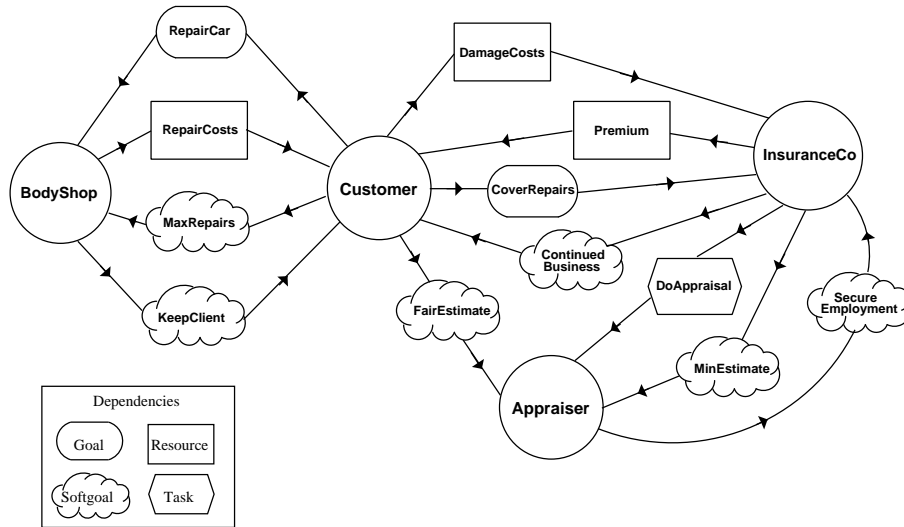 RepairCar
DamageCosts
RepairCosts
Premium
InsuranceCo
BodyShop
Customer
CoverRepairs
MaxRepairs
Continued
Business
DoAppraisal
KeepClient
FairEstimate
Secure
Employment
MinEstimate
Appraiser
Dependencies
Goal
Resource
Softgoal
Task